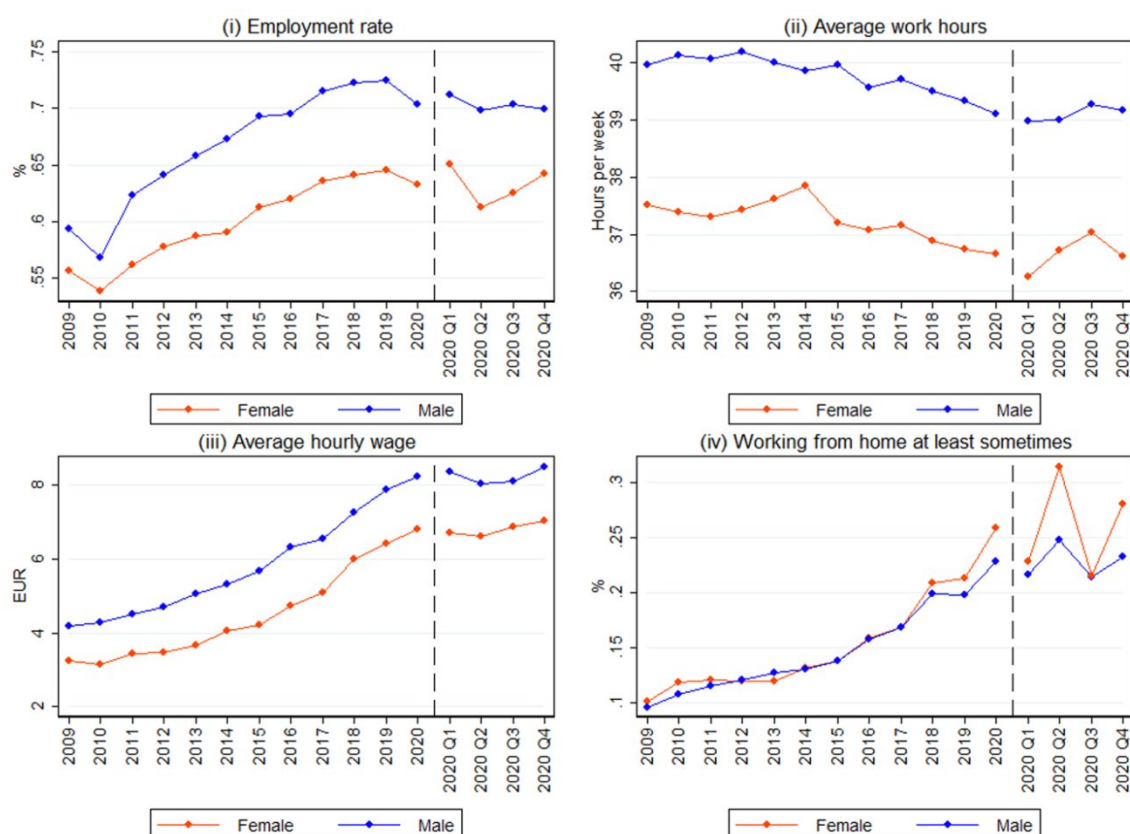 (i) Employment rate
.75
.7
.65
.6
.55
%
2009 2010 2011 2012 2013 2014 2015 2016 2017 2018 2019 2020 2020 Q1 2020 Q2 2020 Q3 2020 Q4
Female Male
(ii) Average work hours
40
39
38
37
36
Hours per week
2009 2010 2011 2012 2013 2014 2015 2016 2017 2018 2019 2020 2020 Q1 2020 Q2 2020 Q3 2020 Q4
Female Male
(iii) Average hourly wage
8
6
4
2
EUR
2009 2010 2011 2012 2013 2014 2015 2016 2017 2018 2019 2020 2020 Q1 2020 Q2 2020 Q3 2020 Q4
Female Male
(iv) Working from home at least sometimes
.3
.25
.2
.15
.1
%
2009 2010 2011 2012 2013 2014 2015 2016 2017 2018 2019 2020 2020 Q1 2020 Q2 2020 Q3 2020 Q4
Female Male